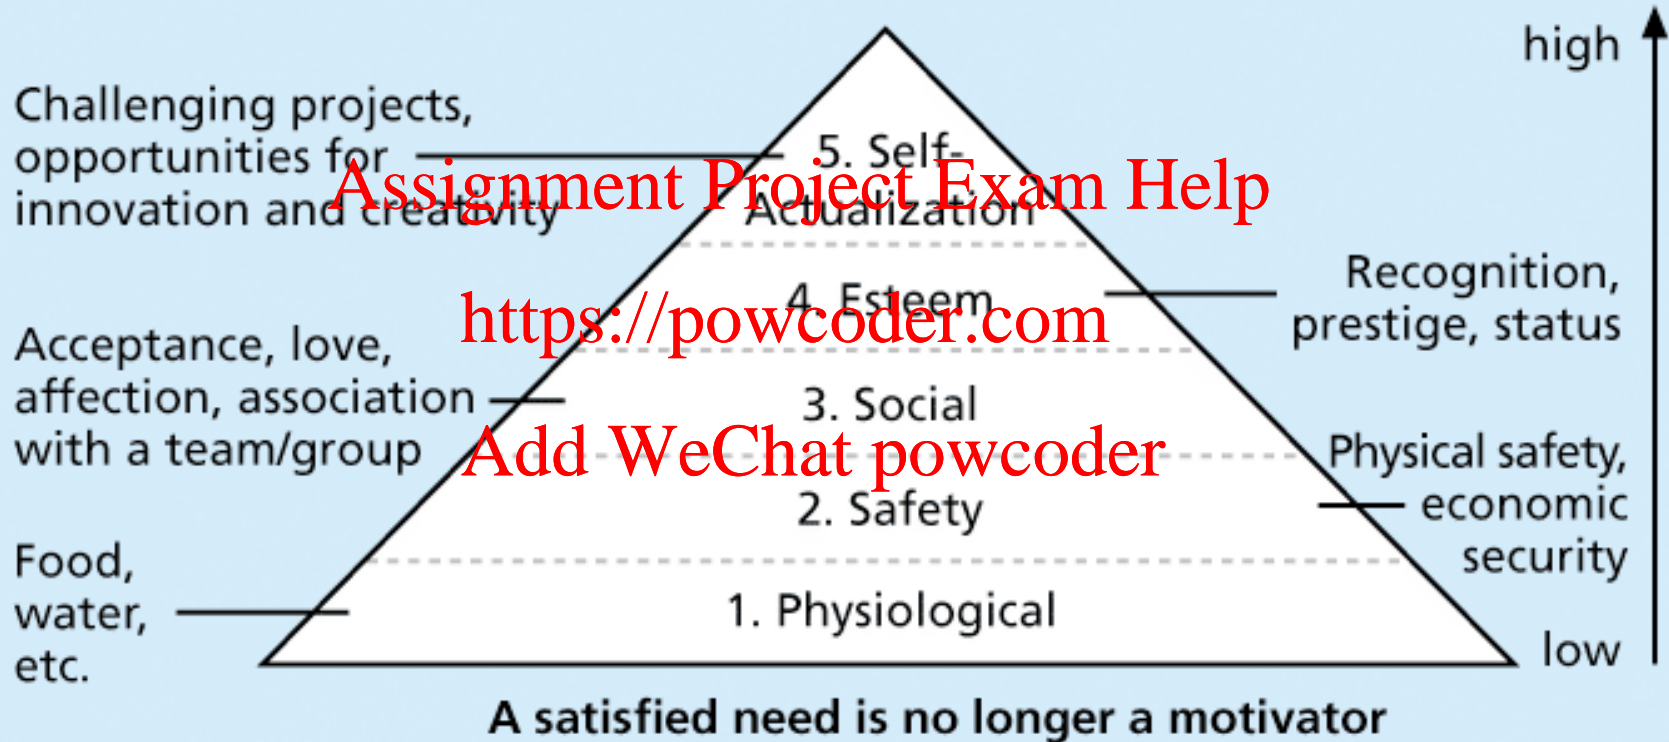 high
Challenging projects,
opportunities for
innovation and creativity
5. Self-
Actualization
Assignment Project Exam Help
Recognition,
prestige, status
4. Esteem
https://powcoder.com
Acceptance, love,
affection, association
with a team/group
3. Social
Add WeChat powcoder
Physical safety,
economic
security
2. Safety
Food,
water,
etc.
1. Physiological
low
A satisfied need is no longer a motivator